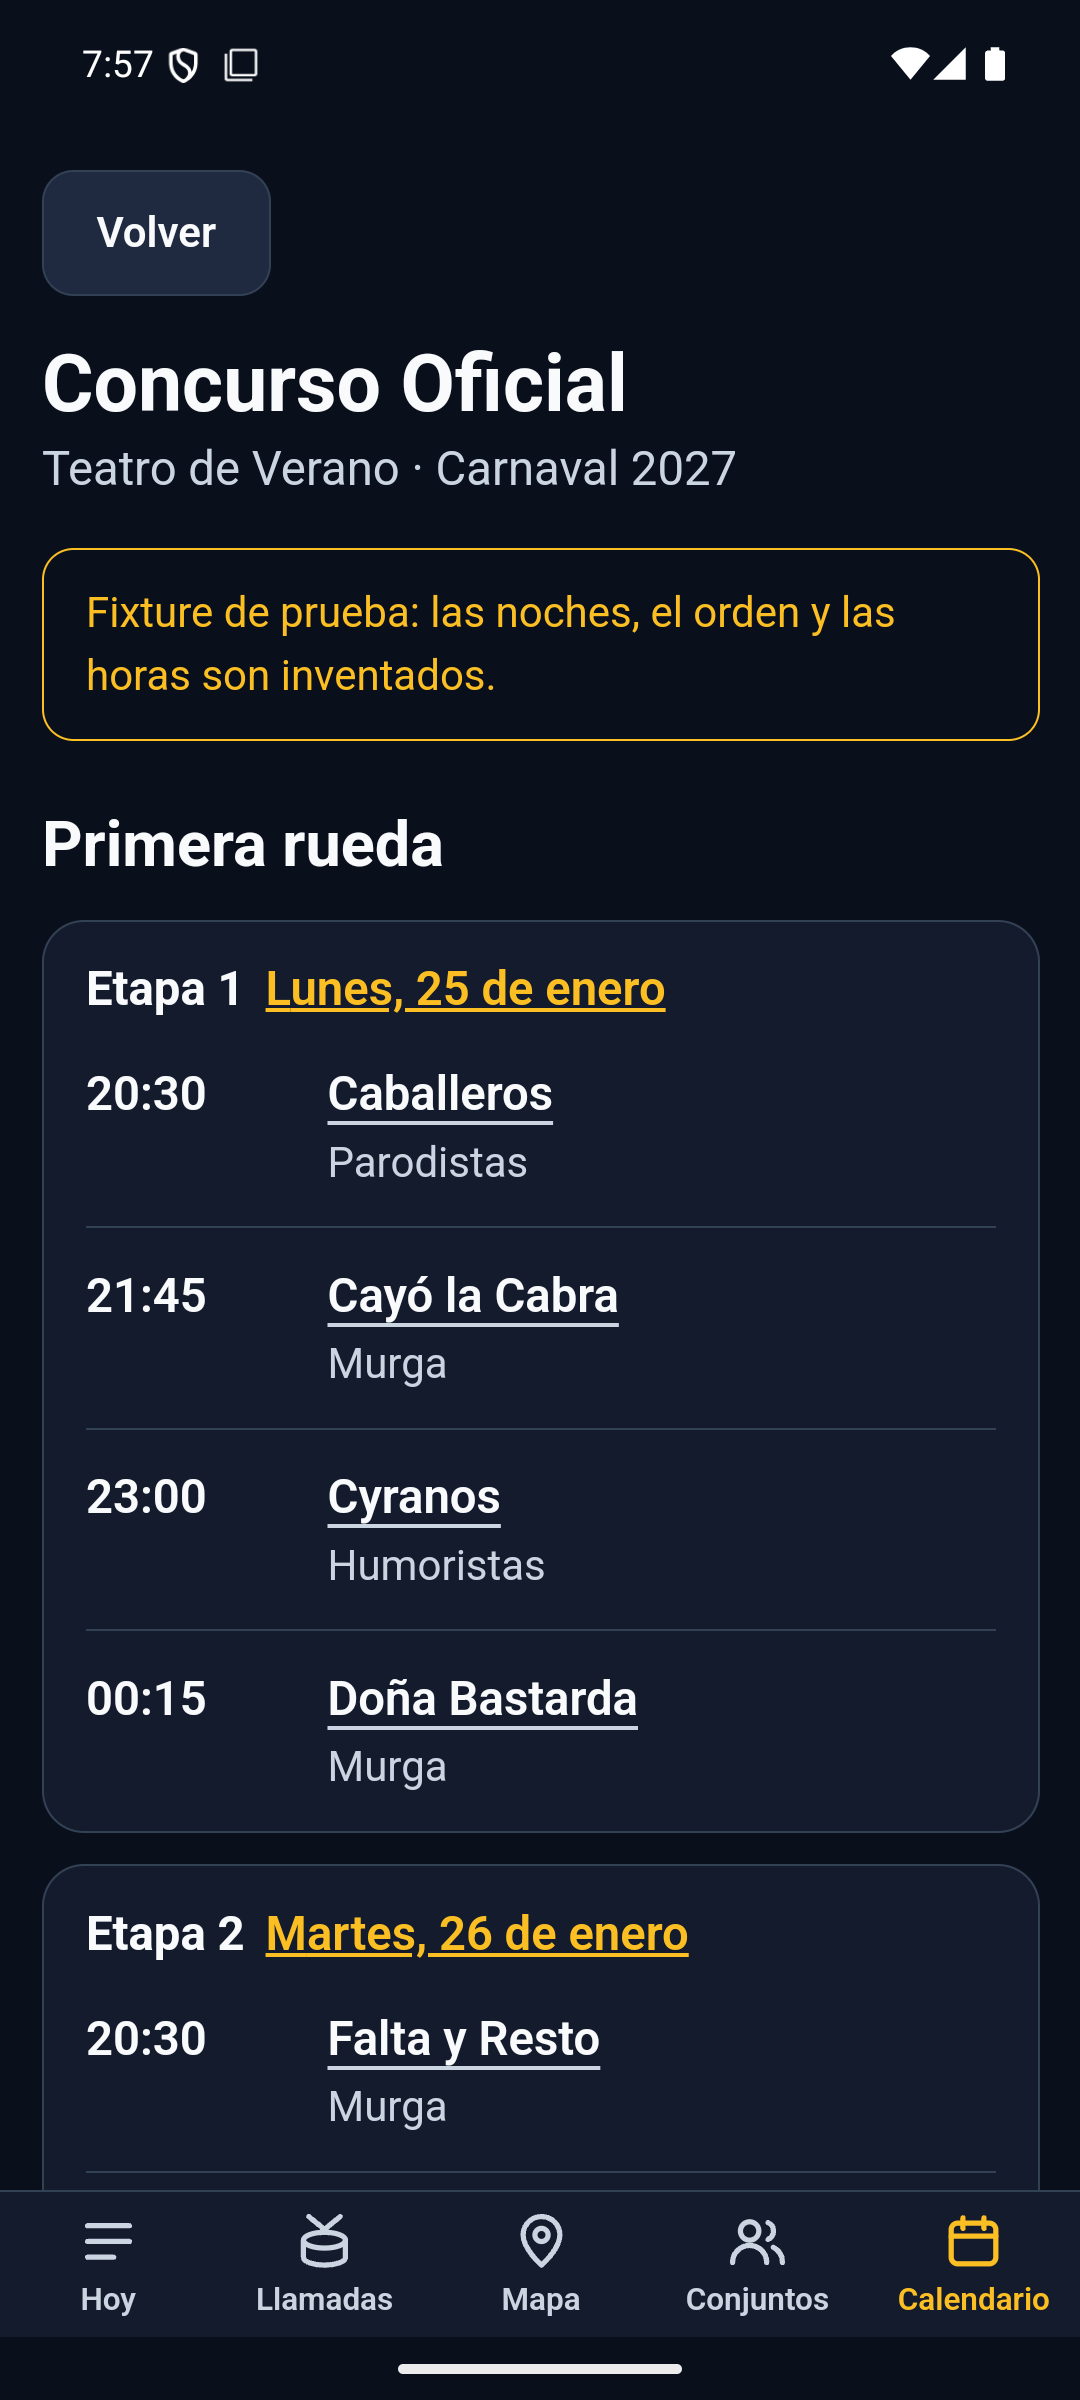 7:57
Volver
Concurso Oficial
Teatro de Verano · Carnaval 2027
Fixture de prueba: las noches, el orden y las
horas son inventados.
Primera rueda
Etapa 1 Lunes, 25 de enero
20:30 Caballeros
Parodistas
21:45 Cayó la Cabra
Murga
23:00 Cyranos
Humoristas
00:15 Doña Bastarda
Murga
Etapa 2 Martes, 26 de enero
20:30 Falta y Resto
Murga
Hoy Llamadas Mapa Conjuntos Calendario